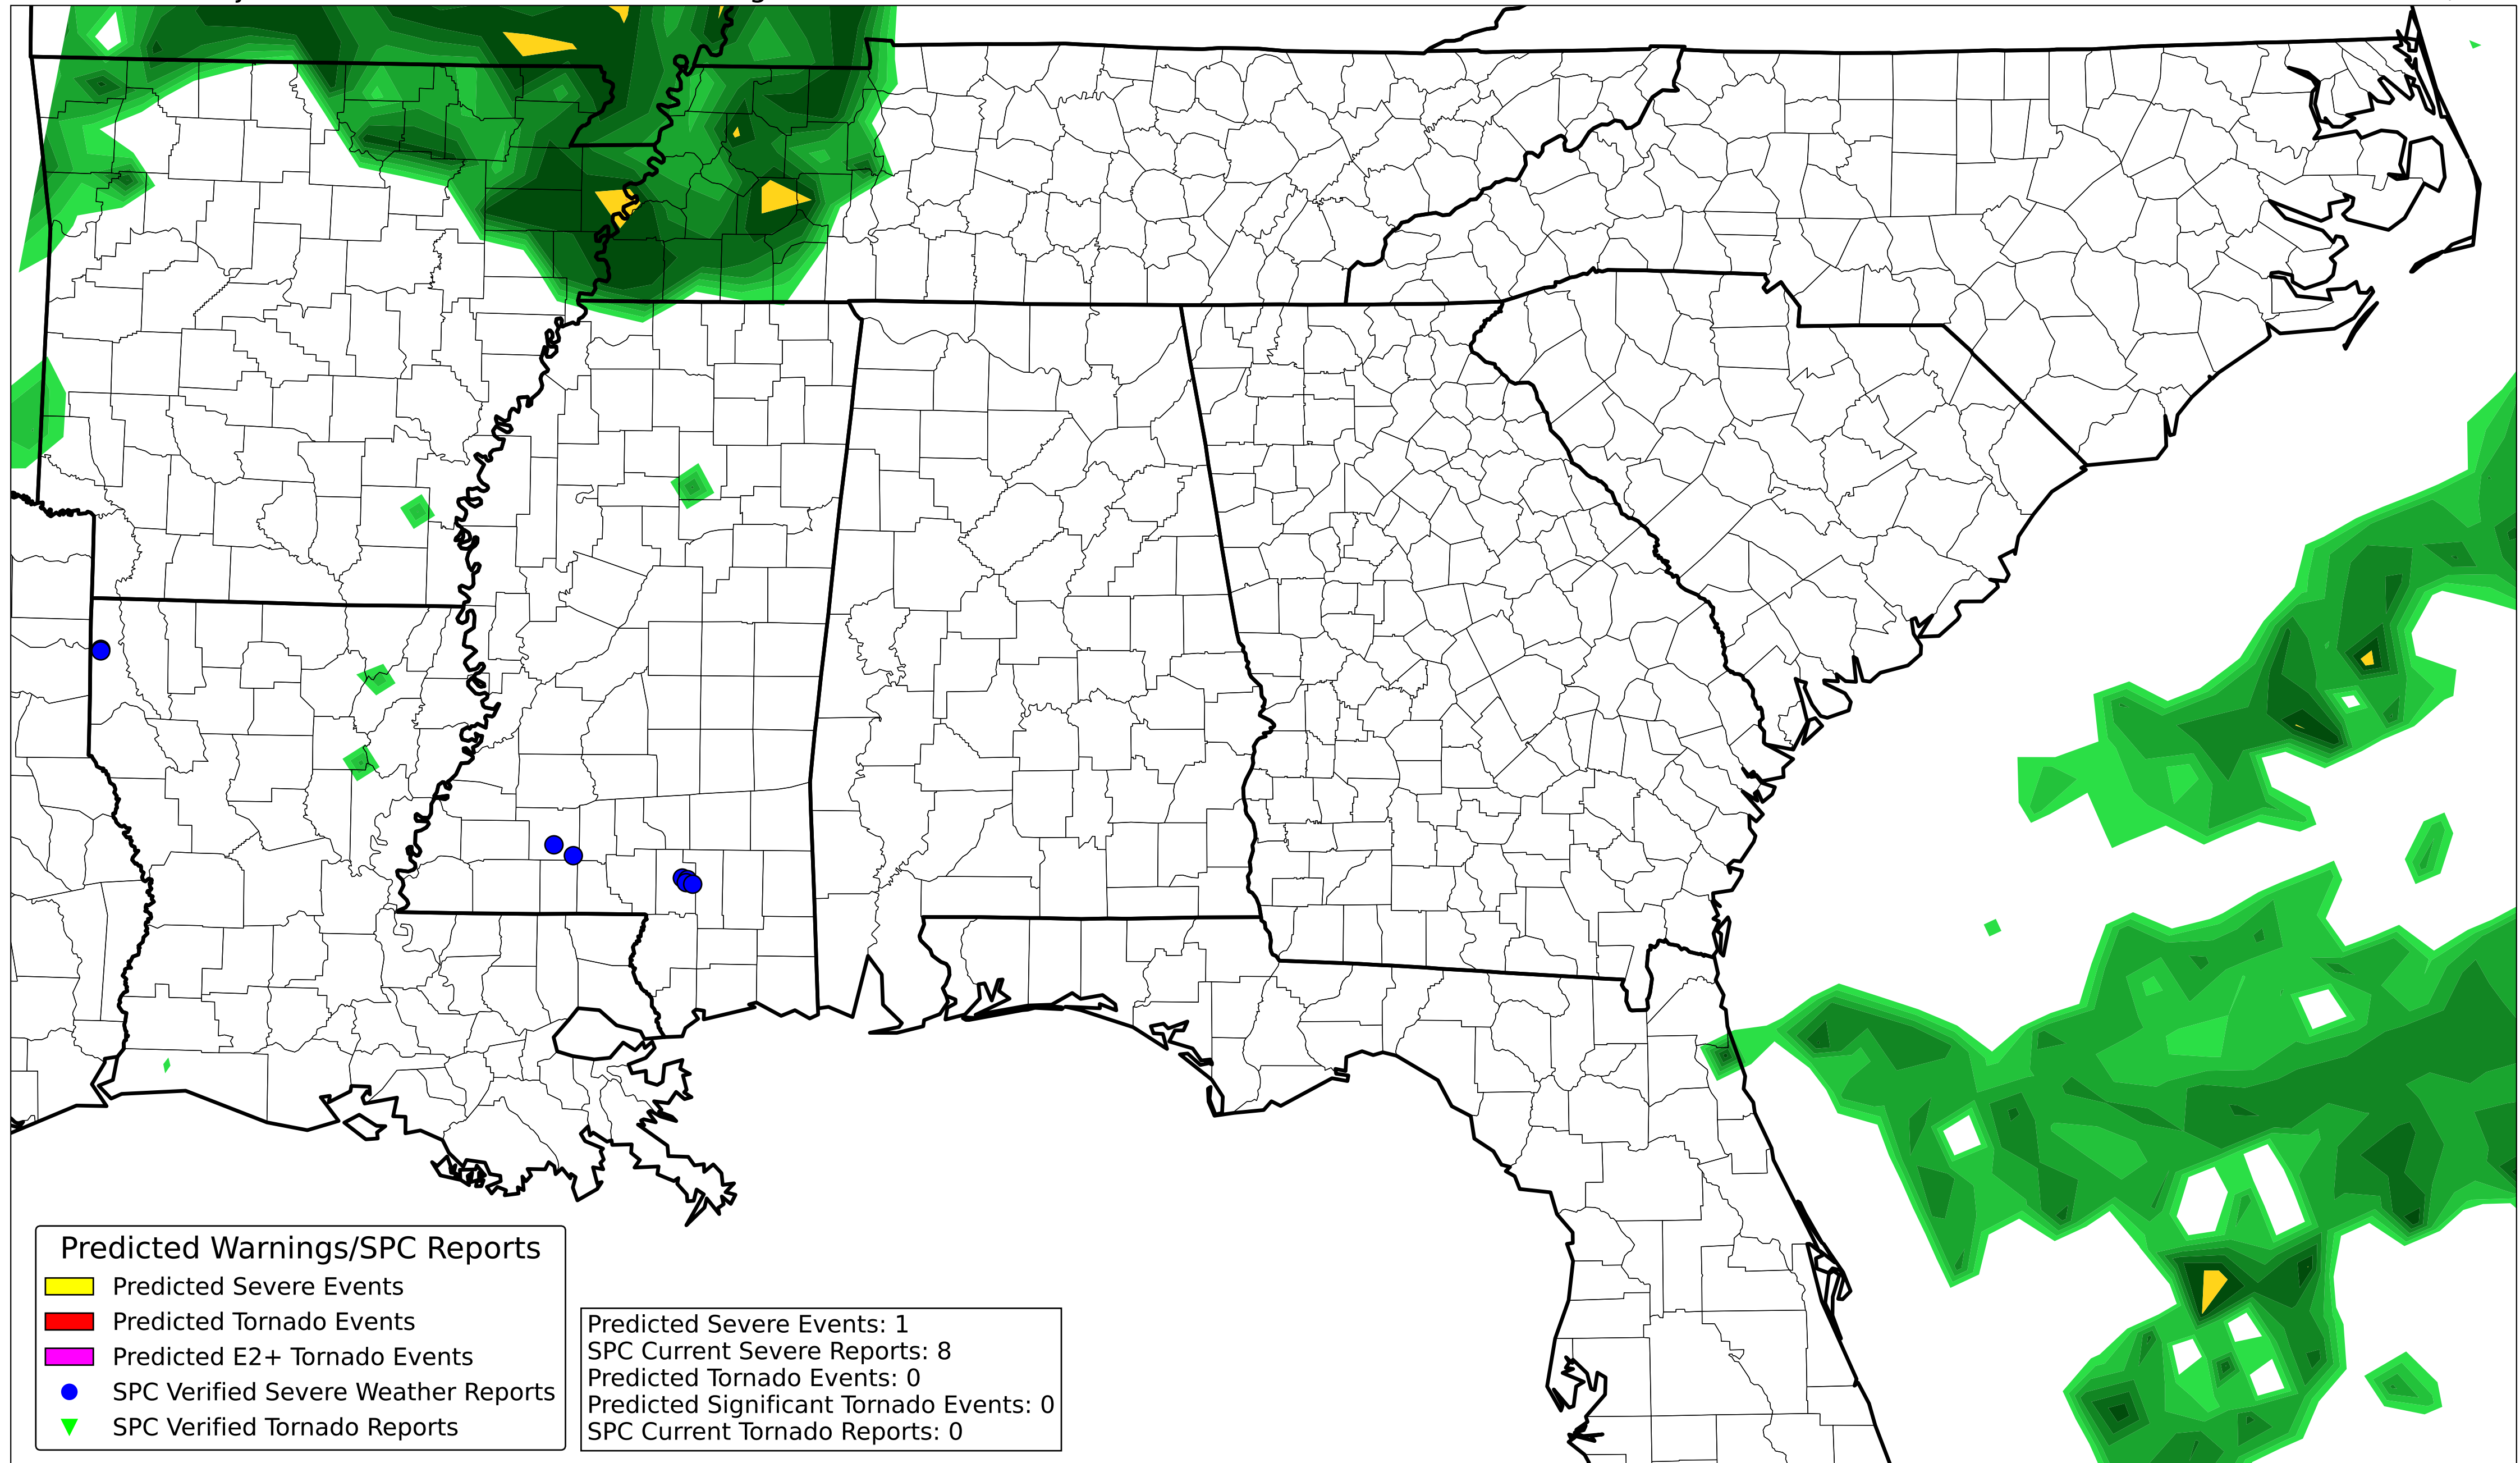 Predicted Warnings/SPC Reports
Predicted Severe Events
Predicted Tornado Events
Predicted E2+ Tornado Events
SPC Verified Severe Weather Reports
SPC Verified Tornado Reports
Predicted Severe Events: 1
SPC Current Severe Reports: 8
Predicted Tornado Events: 0
Predicted Significant Tornado Events: 0
SPC Current Tornado Reports: 0